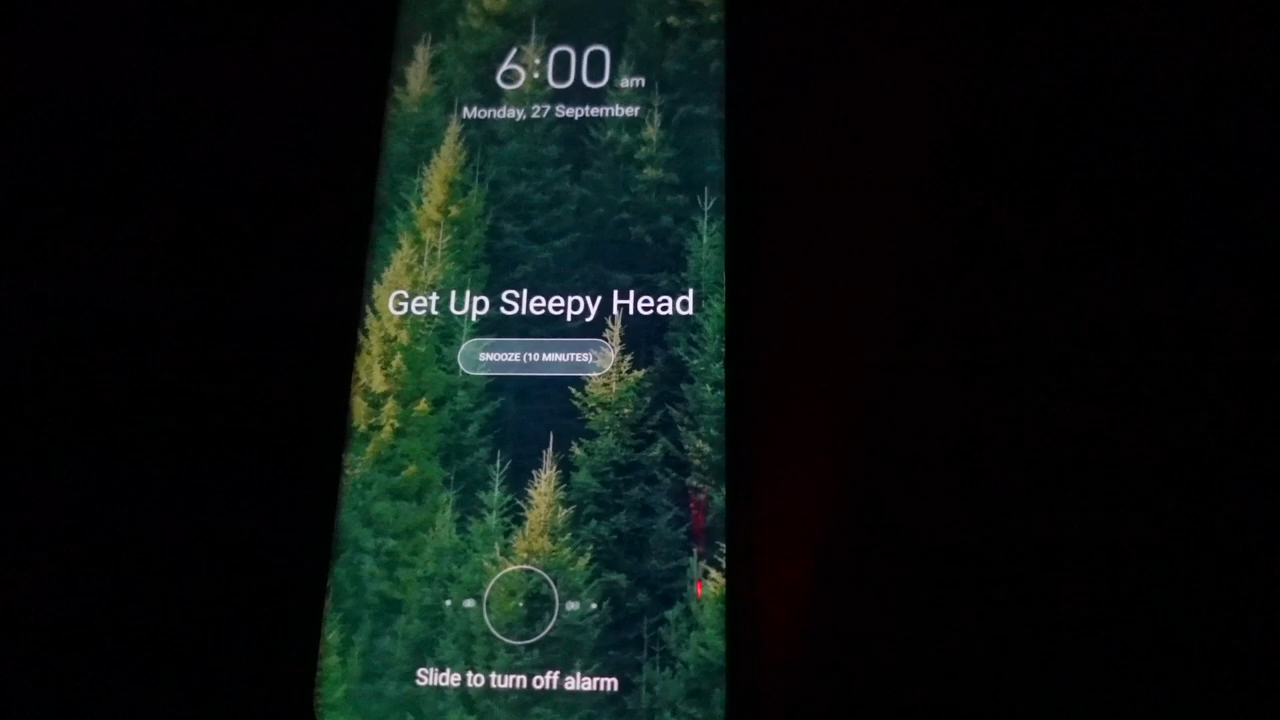 6:00 am
Monday, 27 September
Get Up Sleepy Head
SNOOZE (10 MINUTES)
Slide to turn off alarm